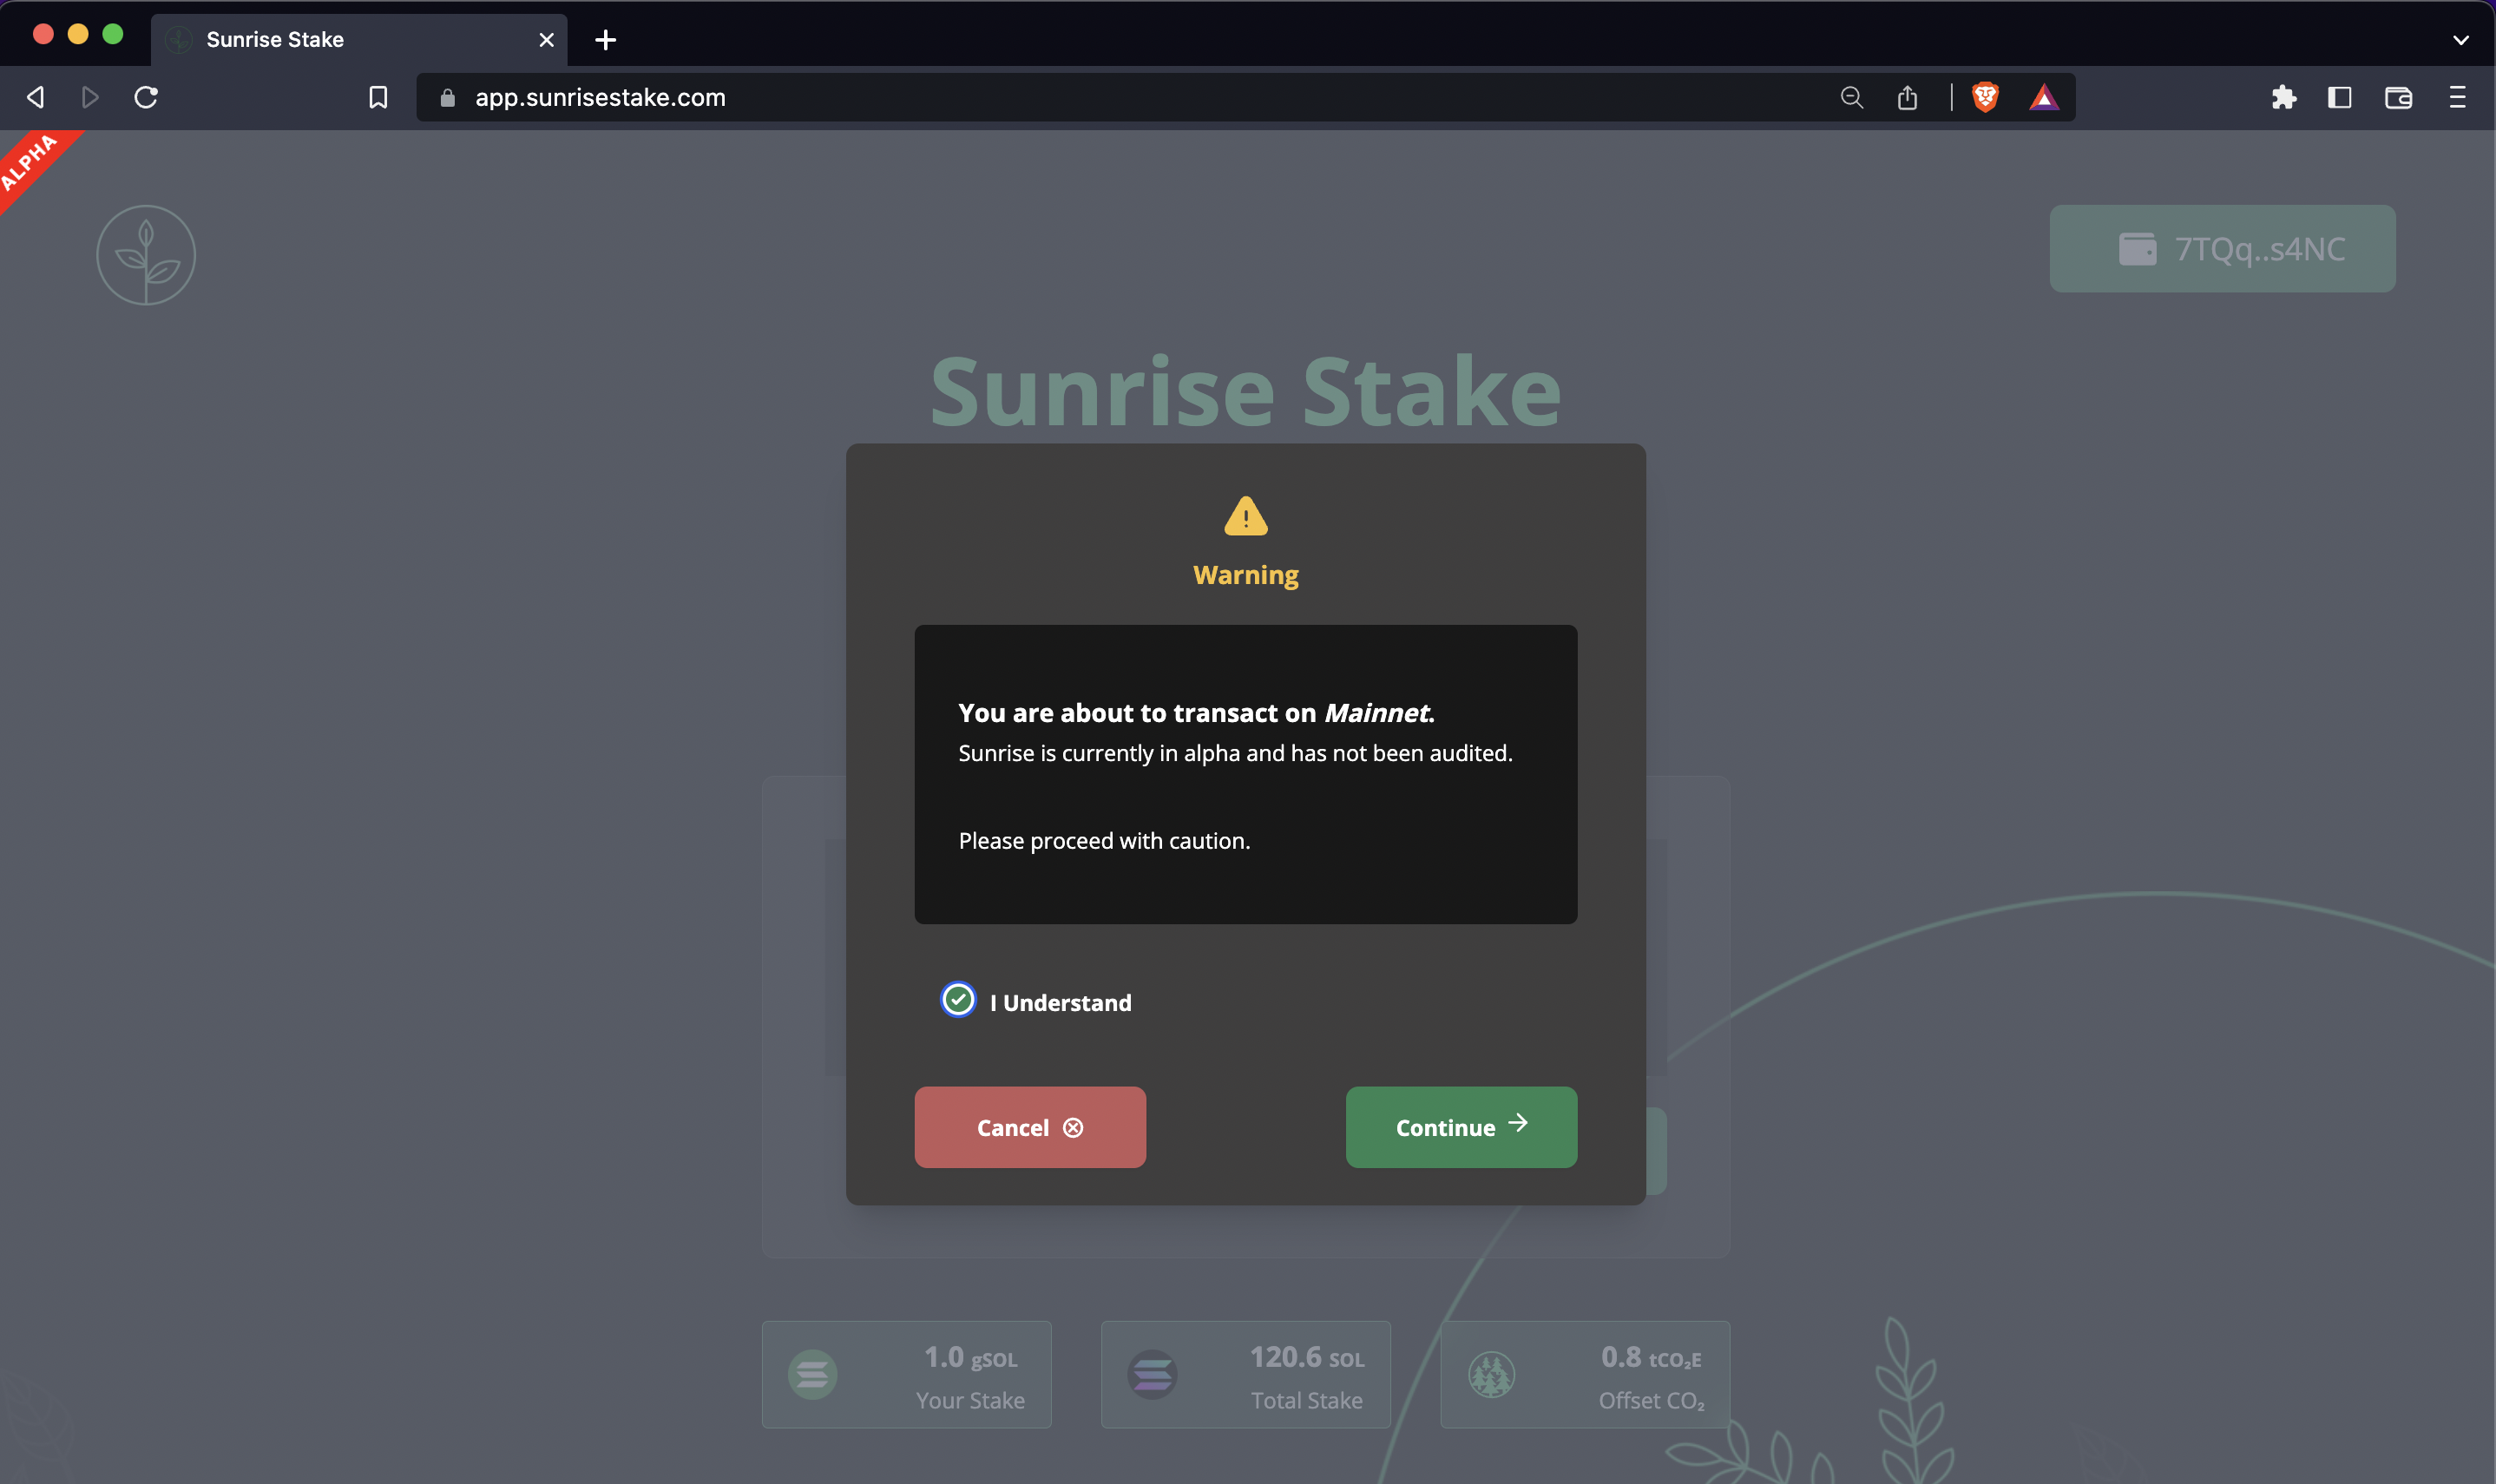 Sunrise Stake
app.sunrisestake.com
ALPHA
7TQq..s4NC
Sunrise Stake
Warning
You are about to transact on Mainnet.
Sunrise is currently in alpha and has not been audited.
Please proceed with caution.
I Understand
Cancel
Continue
1.0 gSOL
Your Stake
120.6 SOL
Total Stake
0.8 tCO₂E
Offset CO₂